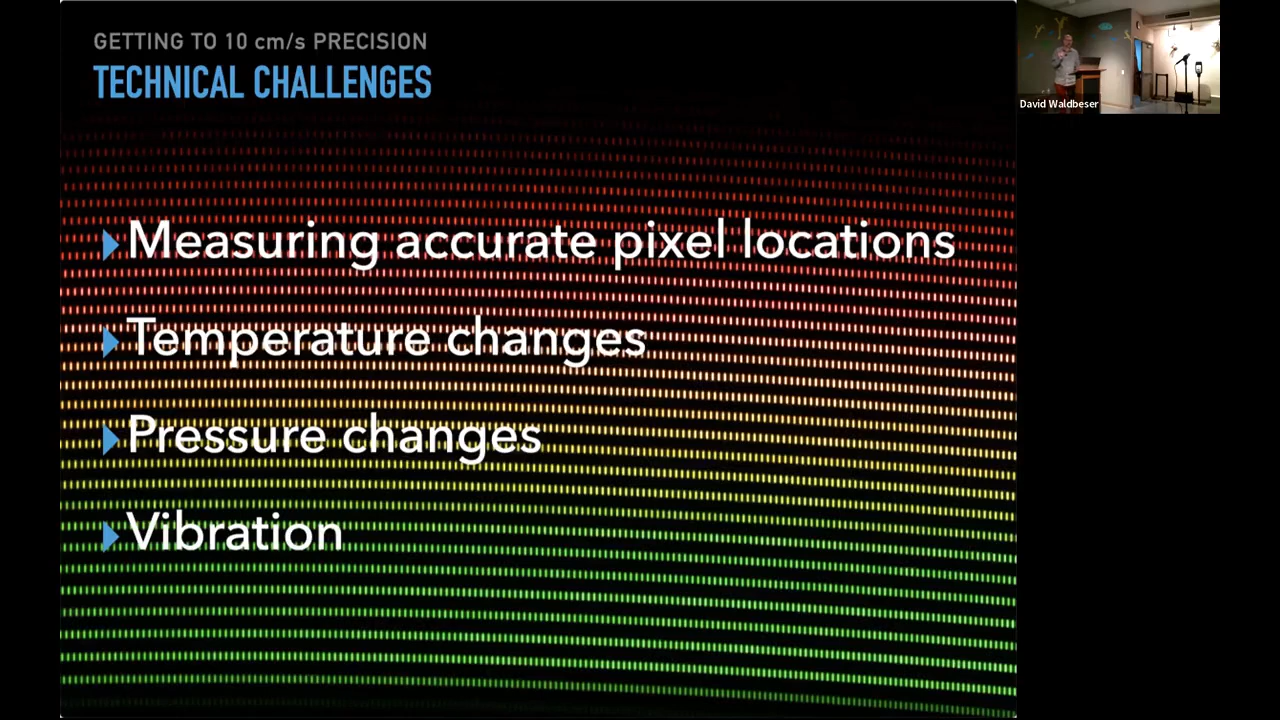 GETTING TO 10 cm/s PRECISION
TECHNICAL CHALLENGES
Measuring accurate pixel locations
Temperature changes
Pressure changes
Vibration
David Waldbeser